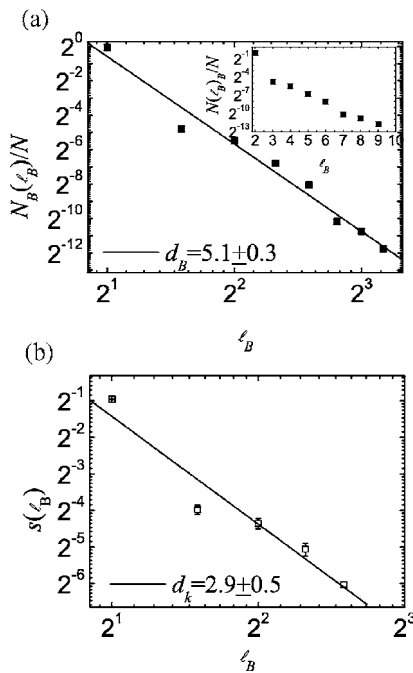 (a)
N_B(ℓ_B)/N
2^0
2^-2
2^-4
2^-6
2^-8
2^-10
2^-12
N(ℓ_B)_B/N
2^-1
2^-4
2^-7
2^-10
2^-13
2 3 4 5 6 7 8 9 10
ℓ_B
d_B=5.1±0.3
2^1 2^2 2^3
ℓ_B
(b)
s(ℓ_B)
2^-1
2^-2
2^-3
2^-4
2^-5
2^-6
d_k=2.9±0.5
2^1 2^2 2^3
ℓ_B